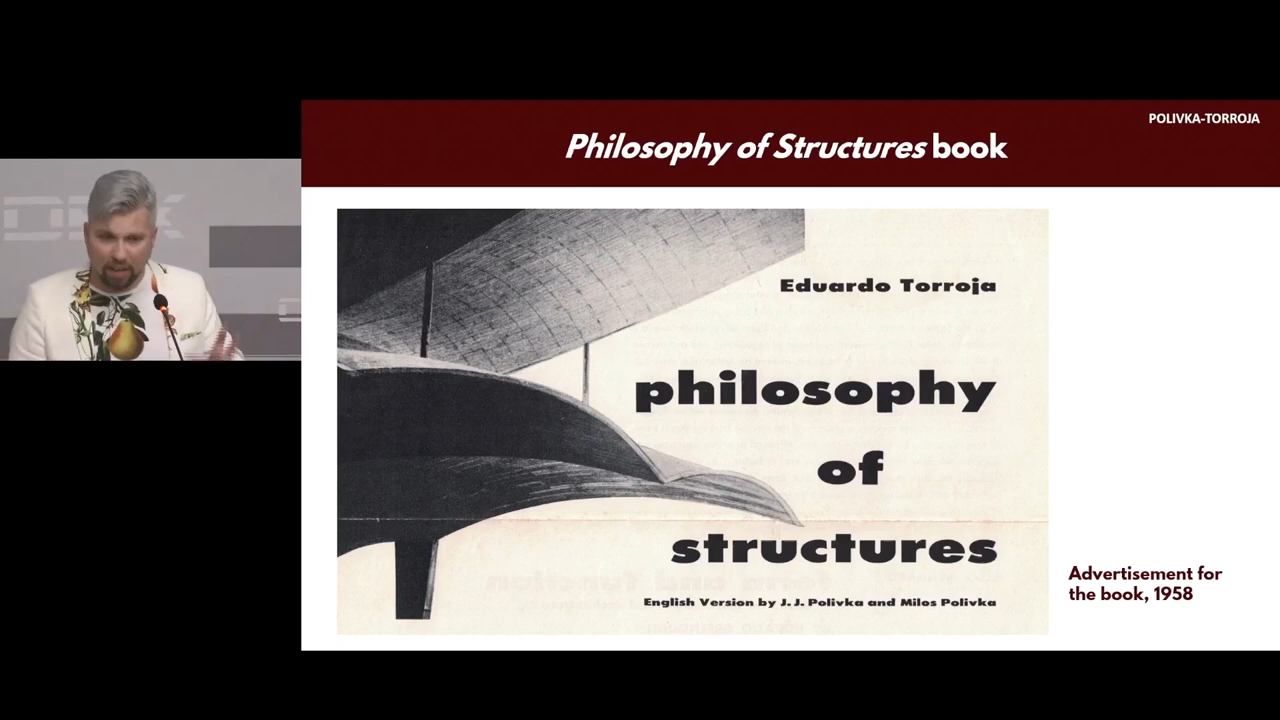 POLIVKA-TORROJA
Philosophy of Structures book
Eduardo Torroja
philosophy
of
structures
English Version by J. J. Polivka and Milos Polivka
Advertisement for
the book, 1958